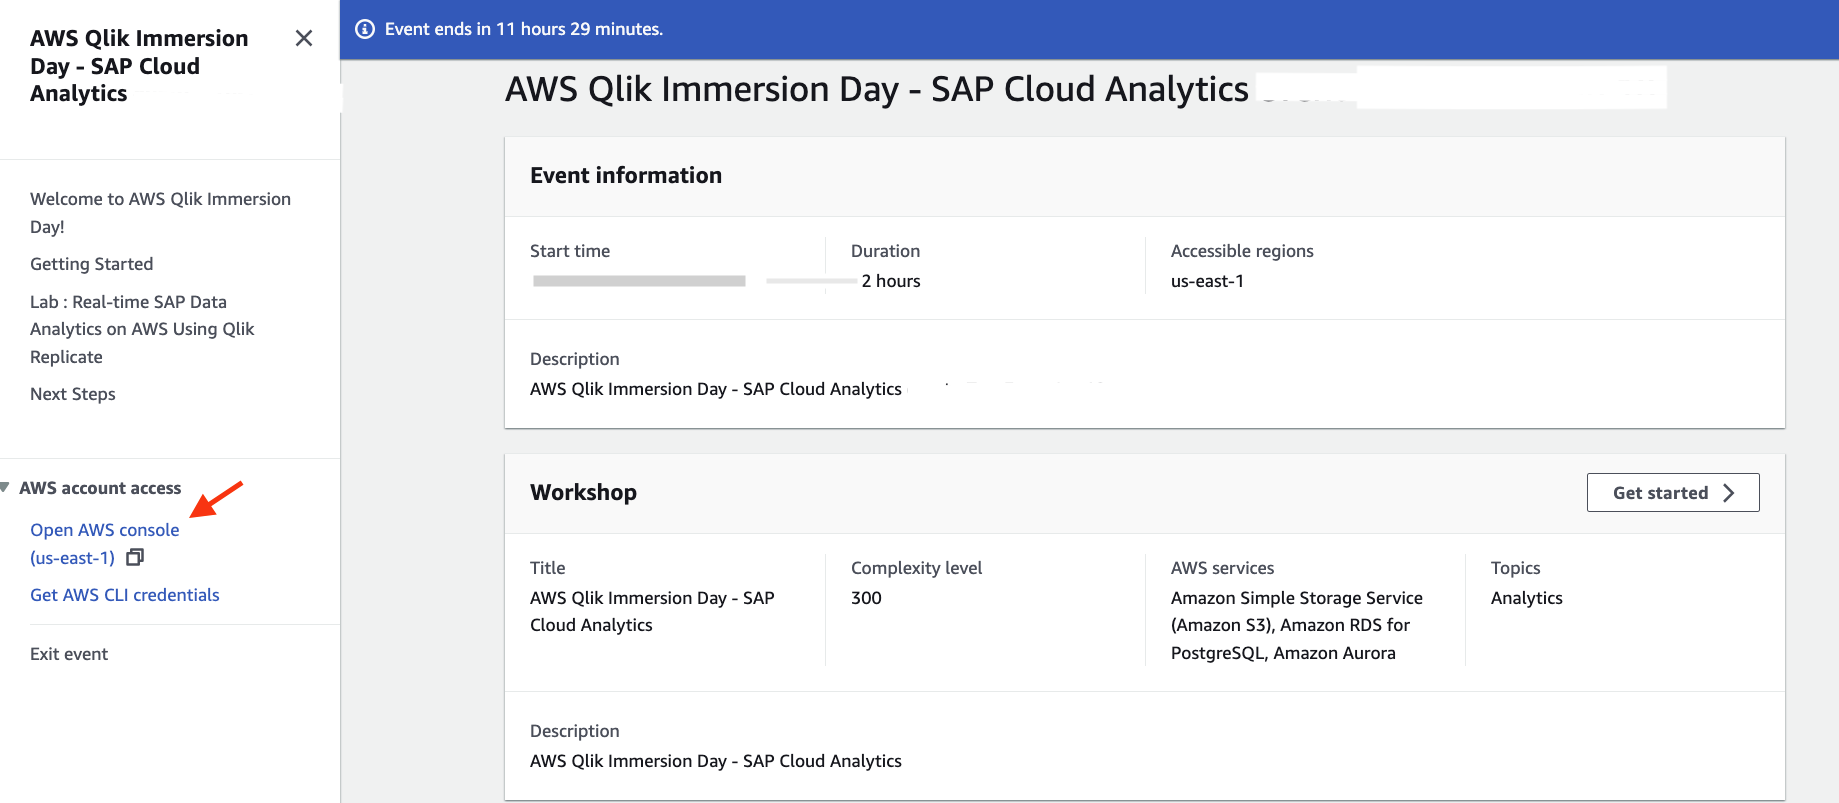 AWS Qlik Immersion
Day - SAP Cloud
Analytics
Welcome to AWS Qlik Immersion
Day!
Getting Started
Lab : Real-time SAP Data
Analytics on AWS Using Qlik
Replicate
Next Steps
AWS account access
Open AWS console
(us-east-1)
Get AWS CLI credentials
Exit event
Event ends in 11 hours 29 minutes.
AWS Qlik Immersion Day - SAP Cloud Analytics
Event information
Start time
Duration
2 hours
Accessible regions
us-east-1
Description
AWS Qlik Immersion Day - SAP Cloud Analytics
Workshop
Get started
Title
AWS Qlik Immersion Day - SAP
Cloud Analytics
Complexity level
300
AWS services
Amazon Simple Storage Service
(Amazon S3), Amazon RDS for
PostgreSQL, Amazon Aurora
Topics
Analytics
Description
AWS Qlik Immersion Day - SAP Cloud Analytics